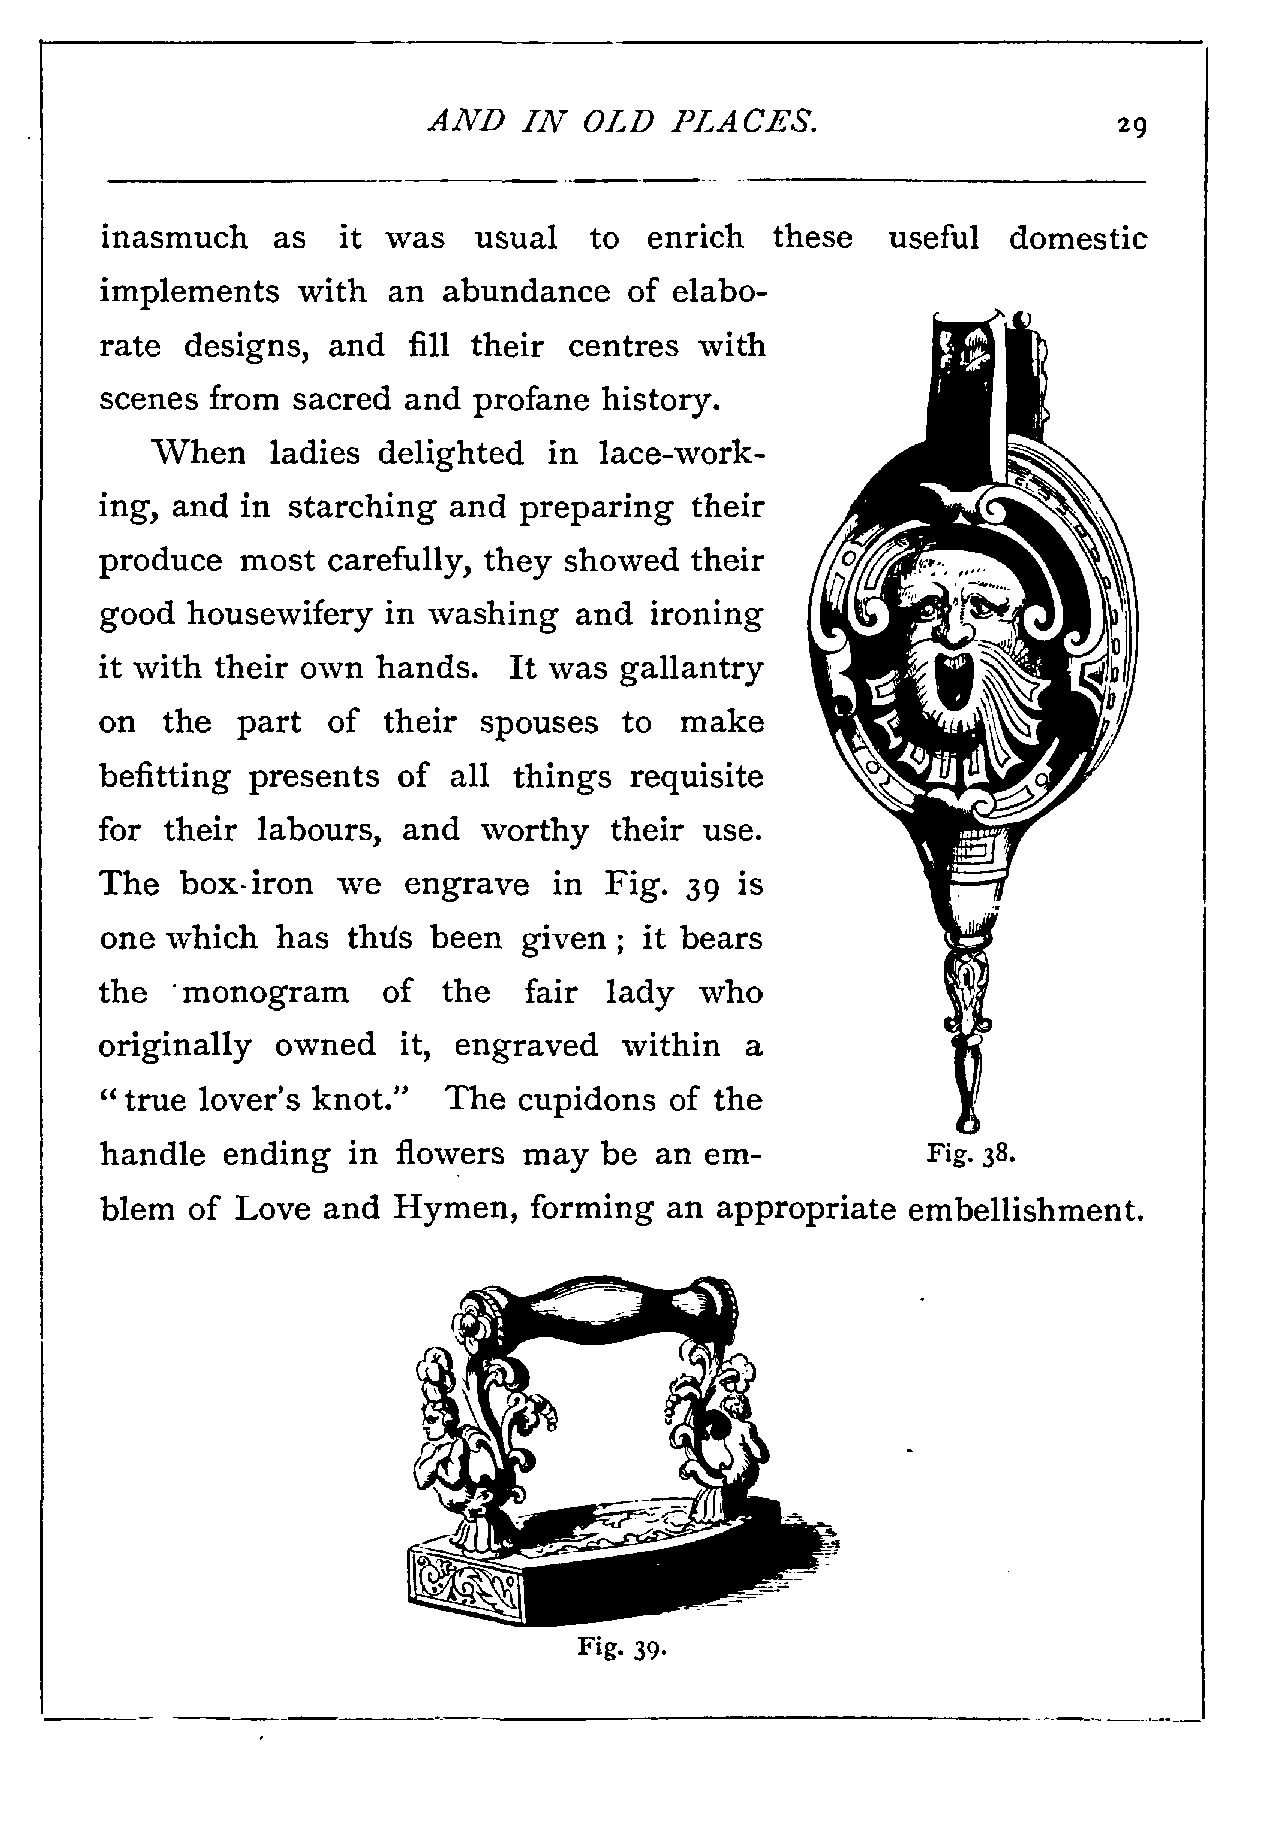 AND IN OLD PLACES. 29
inasmuch as it was usual to enrich these useful domestic
implements with an abundance of elabo-
rate designs, and fill their centres with
scenes from sacred and profane history.
When ladies delighted in lace-work-
ing, and in starching and preparing their
produce most carefully, they showed their
good housewifery in washing and ironing
it with their own hands. It was gallantry
on the part of their spouses to make
befitting presents of all things requisite
for their labours, and worthy their use.
The box-iron we engrave in Fig. 39 is
one which has thus been given ; it bears
the monogram of the fair lady who
originally owned it, engraved within a
“ true lover's knot.” The cupidons of the
handle ending in flowers may be an em-
Fig. 38.
blem of Love and Hymen, forming an appropriate embellishment.
Fig. 39.